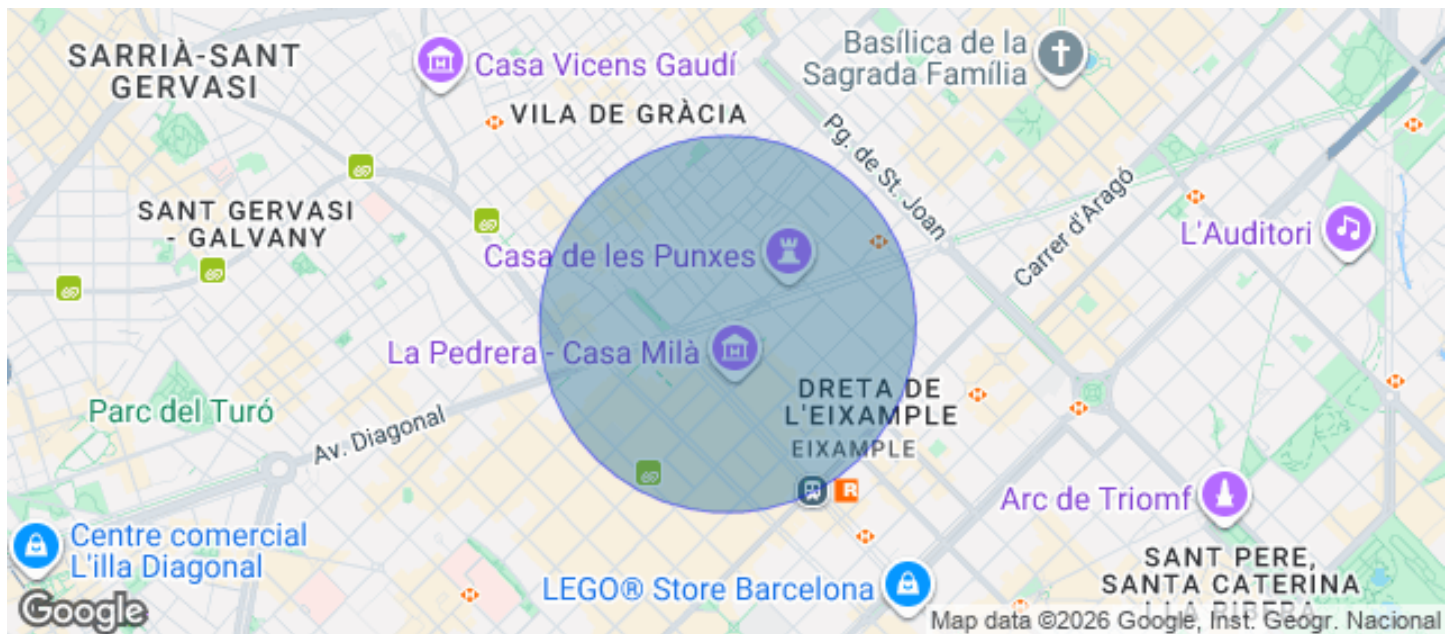 SARRIÀ-SANT
GERVASI
Casa Vicens Gaudí
Basílica de la
Sagrada Família
VILA DE GRÀCIA
Pg. de St. Joan
Carrer d'Aragó
SANT GERVASI
- GALVANY
Casa de les Punxes
L'Auditori
La Pedrera - Casa Milà
DRETA DE
L'EIXAMPLE
EIXAMPLE
Parc del Turó
Av. Diagonal
R
Arc de Triomf
Centre comercial
L'illa Diagonal
LEGO® Store Barcelona
SANT PERE,
SANTA CATERINA
I LA RIBERA
Google
Map data ©2026 Google, Inst. Geogr. Nacional